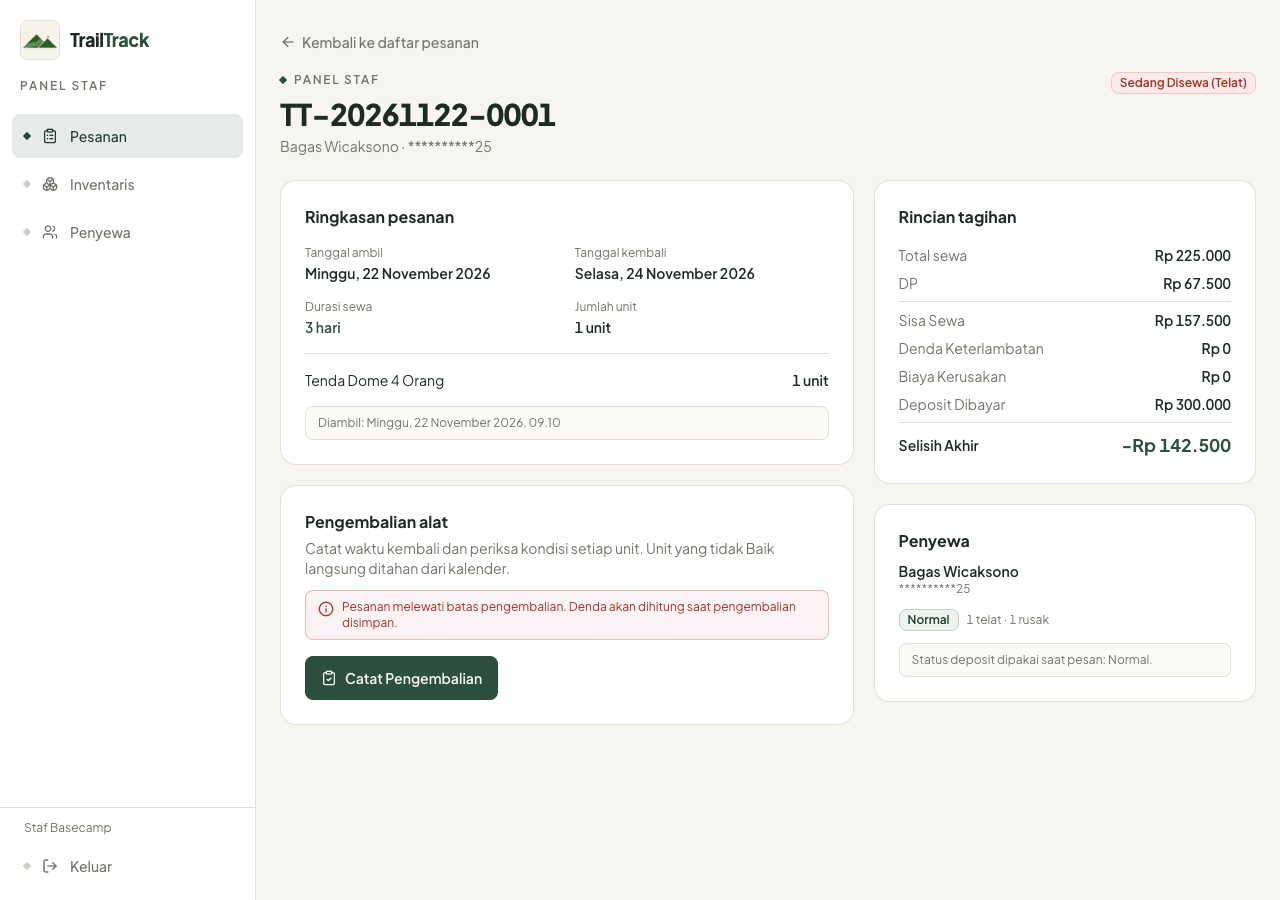 TrailTrack
PANEL STAF
Pesanan
Inventaris
Penyewa
Staf Basecamp
Keluar
Kembali ke daftar pesanan
PANEL STAF
TT-20261122-0001
Bagas Wicaksono · **********25
Sedang Disewa (Telat)
Ringkasan pesanan
Tanggal ambil
Minggu, 22 November 2026
Tanggal kembali
Selasa, 24 November 2026
Durasi sewa
3 hari
Jumlah unit
1 unit
Tenda Dome 4 Orang 1 unit
Diambil: Minggu, 22 November 2026, 09.10
Pengembalian alat
Catat waktu kembali dan periksa kondisi setiap unit. Unit yang tidak Baik
langsung ditahan dari kalender.
Pesanan melewati batas pengembalian. Denda akan dihitung saat pengembalian
disimpan.
Catat Pengembalian
Rincian tagihan
Total sewa Rp 225.000
DP Rp 67.500
Sisa Sewa Rp 157.500
Denda Keterlambatan Rp 0
Biaya Kerusakan Rp 0
Deposit Dibayar Rp 300.000
Selisih Akhir -Rp 142.500
Penyewa
Bagas Wicaksono
**********25
Normal 1 telat · 1 rusak
Status deposit dipakai saat pesan: Normal.